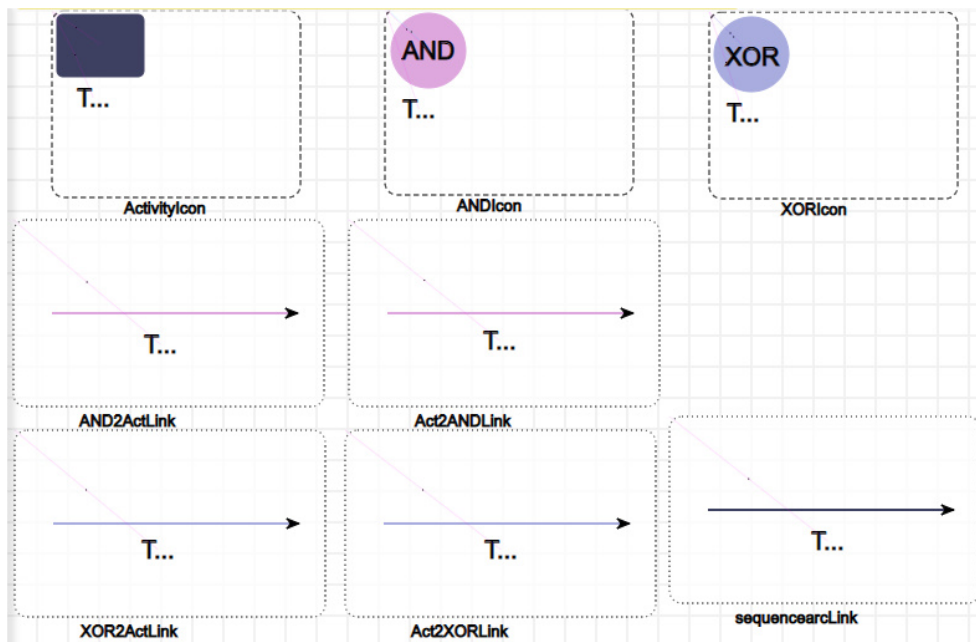 AND
XOR
T...
T...
T...
ActivityIcon
ANDIcon
XORIcon
T...
T...
AND2ActLink
Act2ANDLink
T...
T...
T...
XOR2ActLink
Act2XORLink
sequencearcLink